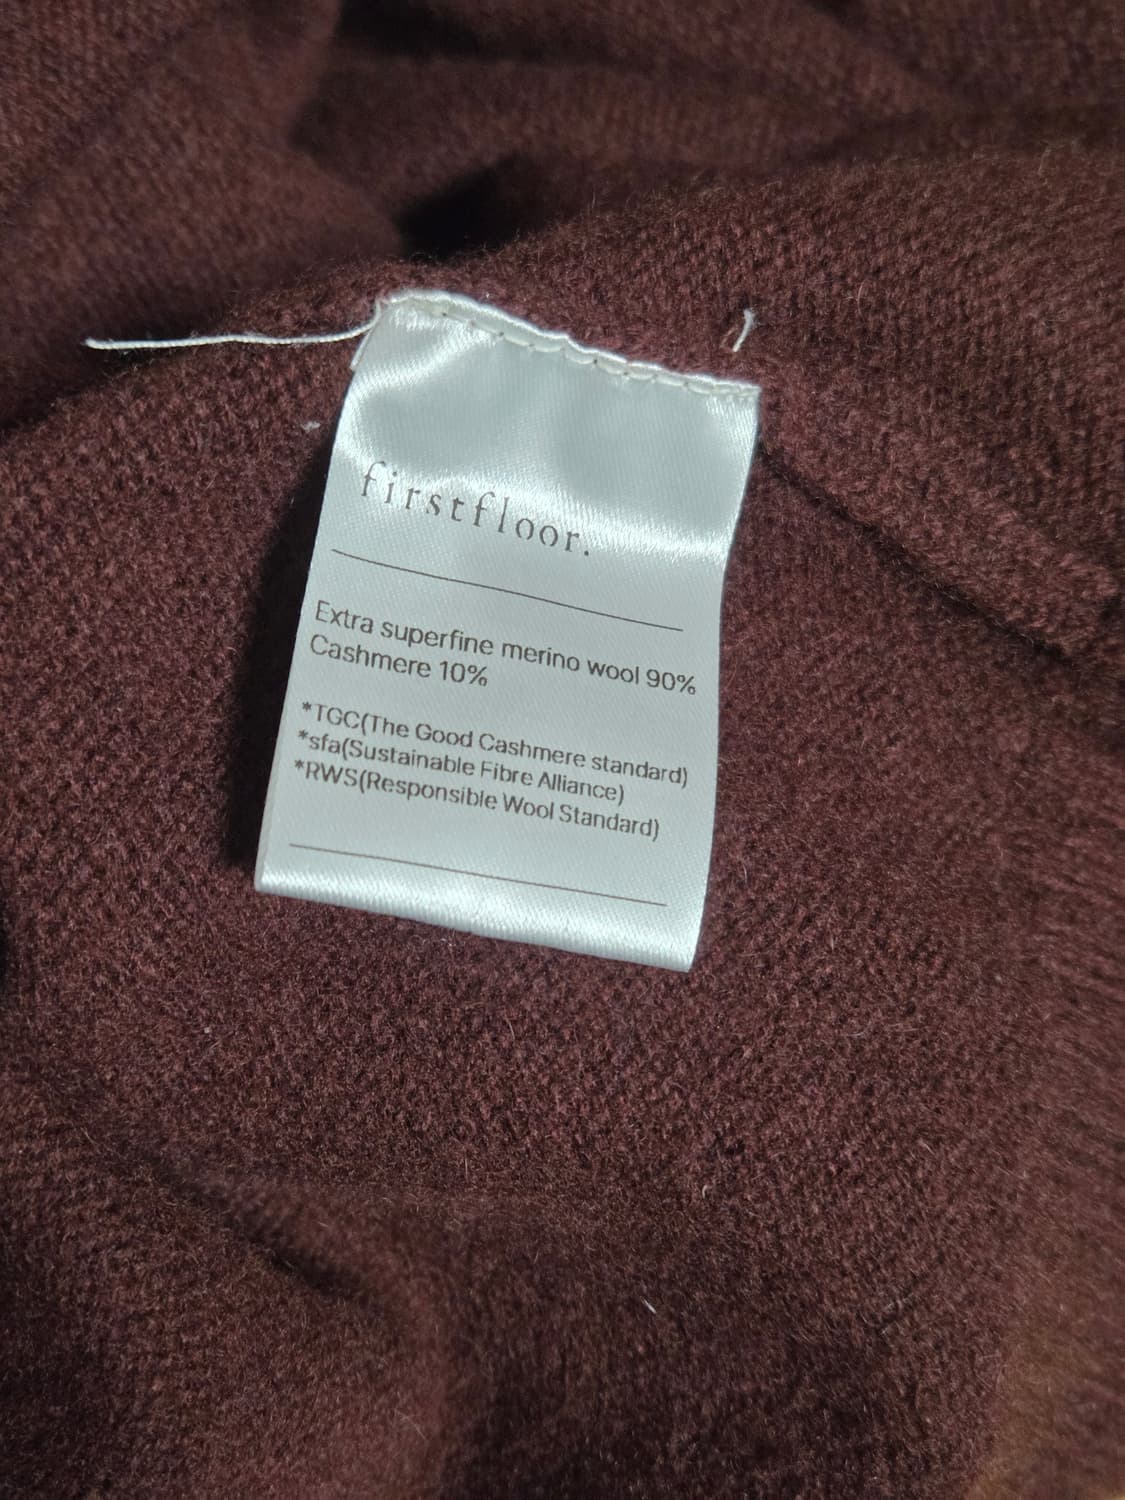 firstfloor.
Extra superfine merino wool 90%
Cashmere 10%
*TGC(The Good Cashmere standard)
*sfa(Sustainable Fibre Alliance)
*RWS(Responsible Wool Standard)